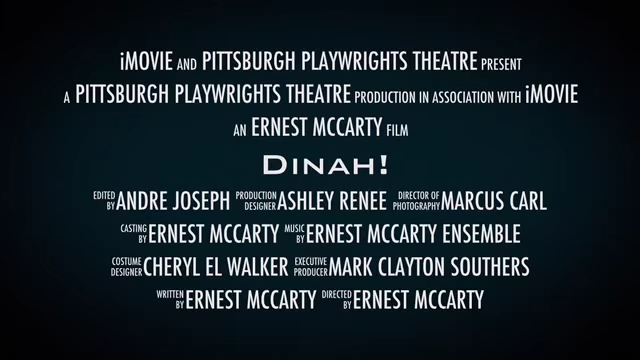 iMOVIE AND PITTSBURGH PLAYWRIGHTS THEATRE PRESENT
A PITTSBURGH PLAYWRIGHTS THEATRE PRODUCTION IN ASSOCIATION WITH iMOVIE
AN ERNEST MCCARTY FILM
DINAH!
EDITED BY ANDRE JOSEPH PRODUCTION DESIGNER ASHLEY RENEE DIRECTOR OF PHOTOGRAPHY MARCUS CARL
CASTING BY ERNEST MCCARTY MUSIC BY ERNEST MCCARTY ENSEMBLE
COSTUME DESIGNER CHERYL EL WALKER EXECUTIVE PRODUCER MARK CLAYTON SOUTHERS
WRITTEN BY ERNEST MCCARTY DIRECTED BY ERNEST MCCARTY